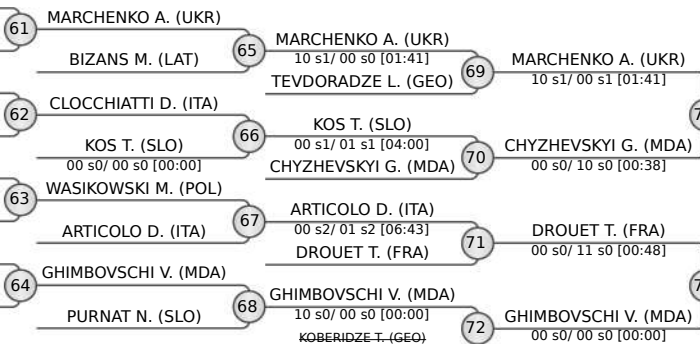 61
MARCHENKO A. (UKR)
BIZANS M. (LAT)
62
CLOCCHIATTI D. (ITA)
KOS T. (SLO)
00 s0/ 00 s0 [00:00]
63
WASIKOWSKI M. (POL)
ARTICOLO D. (ITA)
64
GHIMBOVSCHI V. (MDA)
PURNAT N. (SLO)
65
MARCHENKO A. (UKR)
10 s1/ 00 s0 [01:41]
TEVDORADZE L. (GEO)
66
KOS T. (SLO)
00 s1/ 01 s1 [04:00]
CHYZHEVSKYI G. (MDA)
67
ARTICOLO D. (ITA)
00 s2/ 01 s2 [06:43]
DROUET T. (FRA)
68
GHIMBOVSCHI V. (MDA)
10 s0/ 00 s0 [00:00]
KOBERIDZE T. (GEO)
69
MARCHENKO A. (UKR)
10 s1/ 00 s1 [01:41]
70
CHYZHEVSKYI G. (MDA)
00 s0/ 10 s0 [00:38]
71
DROUET T. (FRA)
00 s0/ 11 s0 [00:48]
72
GHIMBOVSCHI V. (MDA)
00 s0/ 00 s0 [00:00]